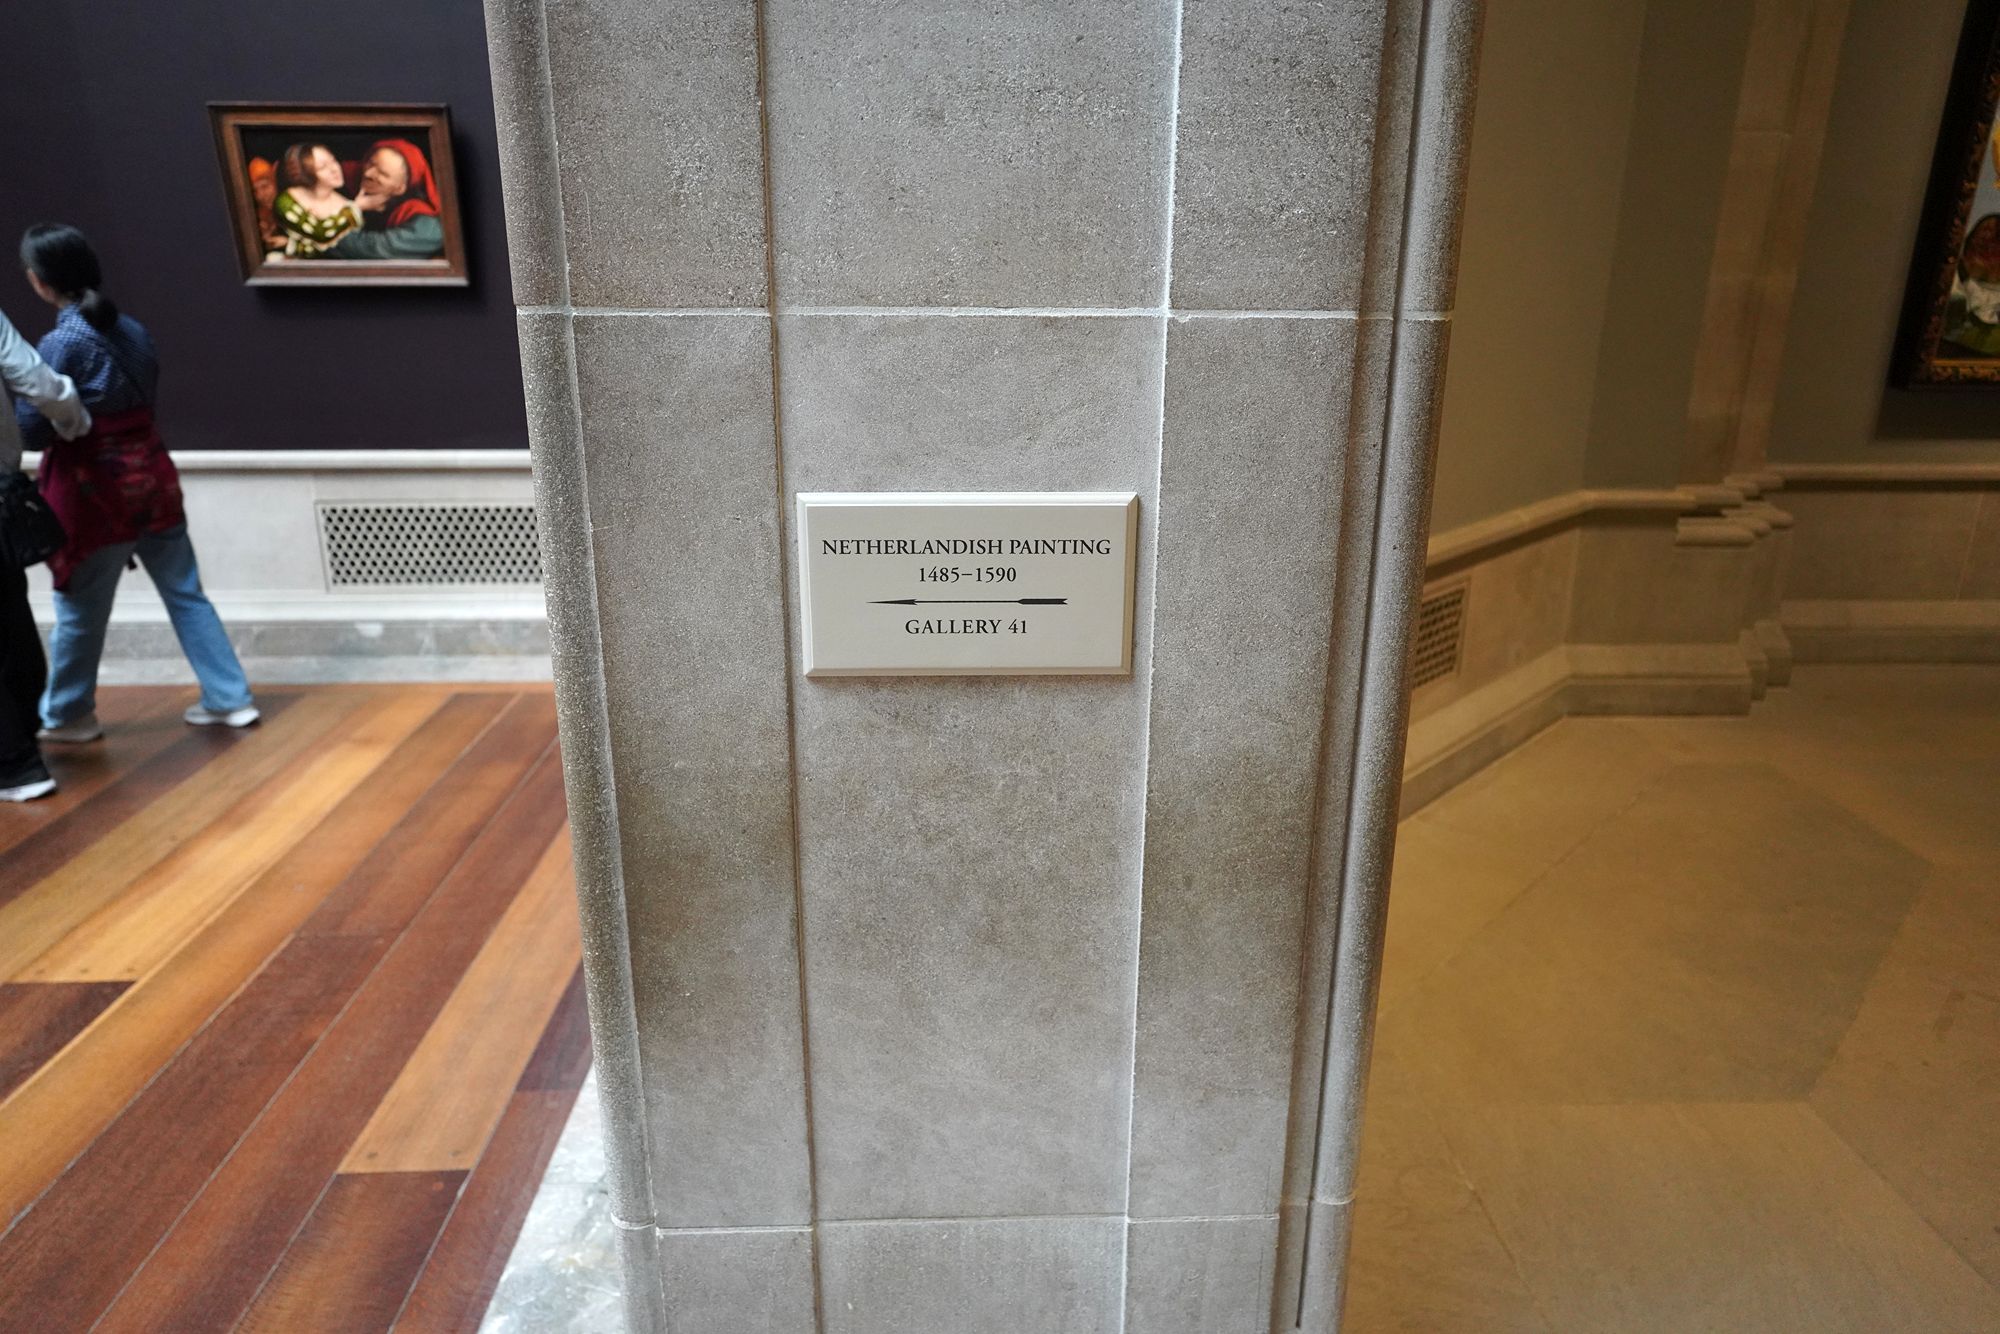 NETHERLANDISH PAINTING
1485–1590
GALLERY 41